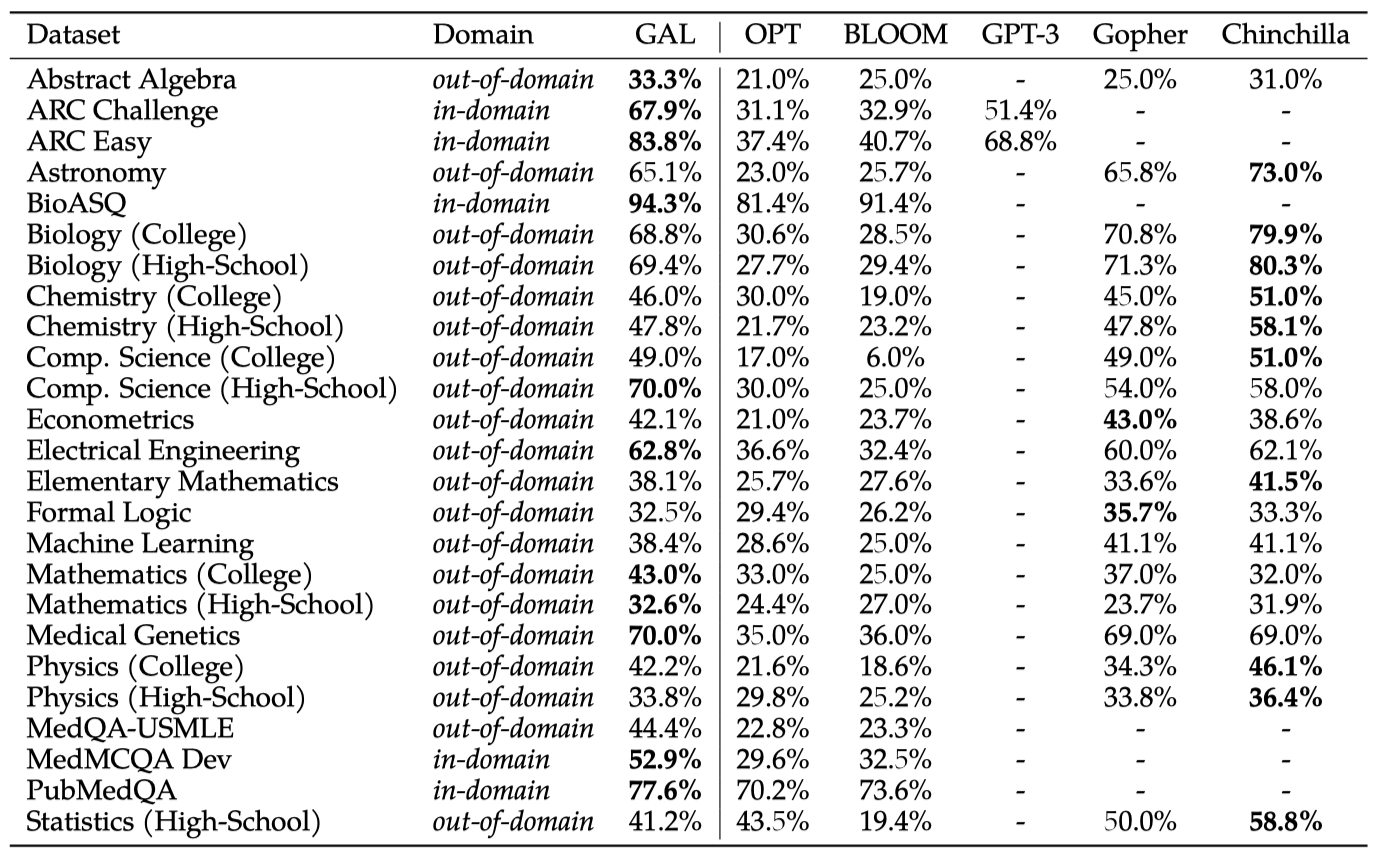 Dataset Domain GAL OPT BLOOM GPT-3 Gopher Chinchilla
Abstract Algebra out-of-domain 33.3% 21.0% 25.0% - 25.0% 31.0%
ARC Challenge in-domain 67.9% 31.1% 32.9% 51.4% - -
ARC Easy in-domain 83.8% 37.4% 40.7% 68.8% - -
Astronomy out-of-domain 65.1% 23.0% 25.7% - 65.8% 73.0%
BioASQ in-domain 94.3% 81.4% 91.4% - - -
Biology (College) out-of-domain 68.8% 30.6% 28.5% - 70.8% 79.9%
Biology (High-School) out-of-domain 69.4% 27.7% 29.4% - 71.3% 80.3%
Chemistry (College) out-of-domain 46.0% 30.0% 19.0% - 45.0% 51.0%
Chemistry (High-School) out-of-domain 47.8% 21.7% 23.2% - 47.8% 58.1%
Comp. Science (College) out-of-domain 49.0% 17.0% 6.0% - 49.0% 51.0%
Comp. Science (High-School) out-of-domain 70.0% 30.0% 25.0% - 54.0% 58.0%
Econometrics out-of-domain 42.1% 21.0% 23.7% - 43.0% 38.6%
Electrical Engineering out-of-domain 62.8% 36.6% 32.4% - 60.0% 62.1%
Elementary Mathematics out-of-domain 38.1% 25.7% 27.6% - 33.6% 41.5%
Formal Logic out-of-domain 32.5% 29.4% 26.2% - 35.7% 33.3%
Machine Learning out-of-domain 38.4% 28.6% 25.0% - 41.1% 41.1%
Mathematics (College) out-of-domain 43.0% 33.0% 25.0% - 37.0% 32.0%
Mathematics (High-School) out-of-domain 32.6% 24.4% 27.0% - 23.7% 31.9%
Medical Genetics out-of-domain 70.0% 35.0% 36.0% - 69.0% 69.0%
Physics (College) out-of-domain 42.2% 21.6% 18.6% - 34.3% 46.1%
Physics (High-School) out-of-domain 33.8% 29.8% 25.2% - 33.8% 36.4%
MedQA-USMLE out-of-domain 44.4% 22.8% 23.3% - - -
MedMCQA Dev in-domain 52.9% 29.6% 32.5% - - -
PubMedQA in-domain 77.6% 70.2% 73.6% - - -
Statistics (High-School) out-of-domain 41.2% 43.5% 19.4% - 50.0% 58.8%